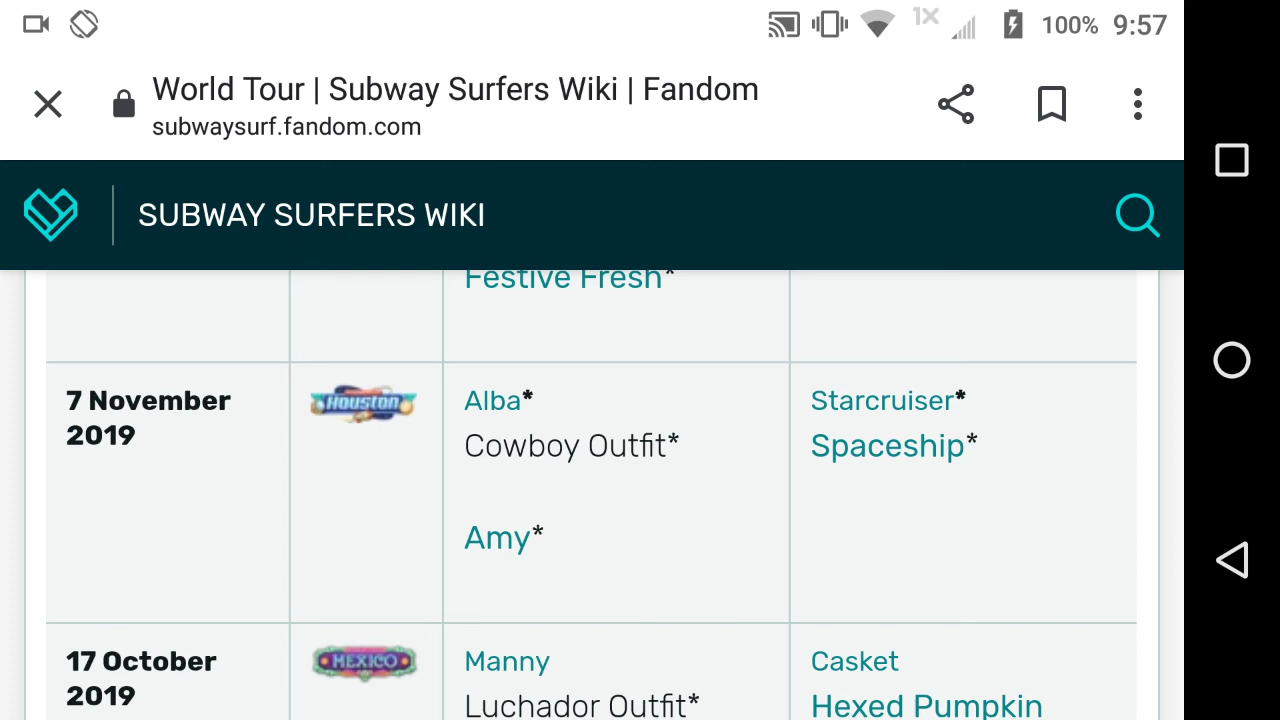 1X 100% 9:57
World Tour | Subway Surfers Wiki | Fandom
subwaysurf.fandom.com
SUBWAY SURFERS WIKI
Festive Fresh*
7 November
2019
HOUSTON
Alba*
Cowboy Outfit*
Amy*
Starcruiser*
Spaceship*
17 October
2019
MEXICO
Manny
Luchador Outfit*
Casket
Hexed Pumpkin